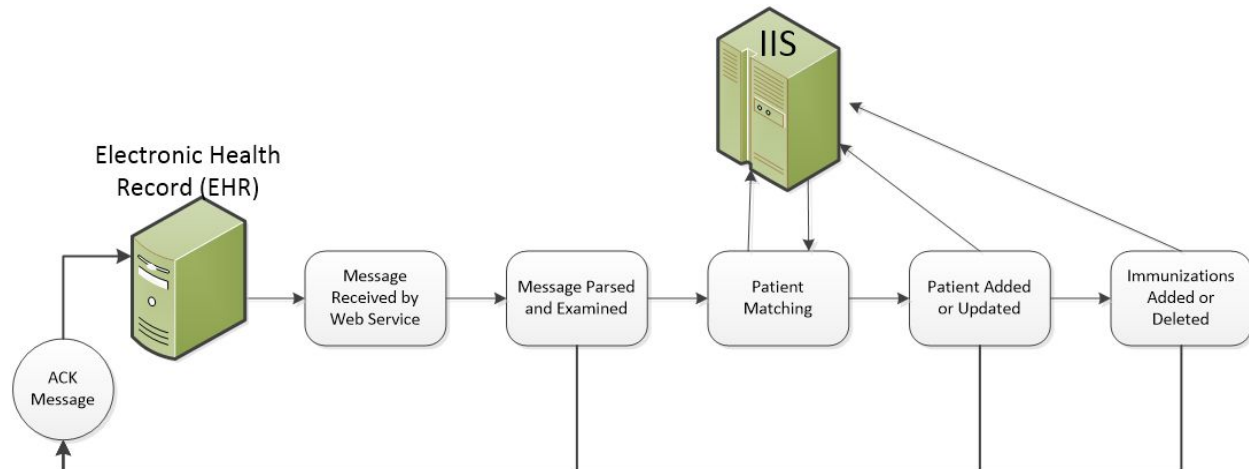 IIS
Electronic Health
Record (EHR)
Message
Received by
Web Service
Message Parsed
and Examined
Patient
Matching
Patient Added
or Updated
Immunizations
Added or
Deleted
ACK
Message